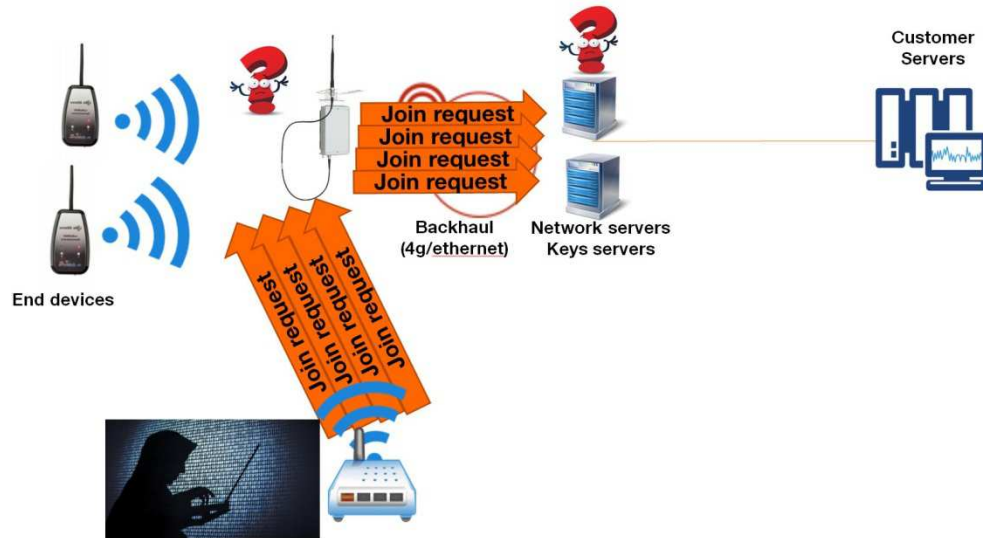 Customer
Servers
Join request
Join request
Join request
Join request
Backhaul
(4g/ethernet)
Network servers
Keys servers
End devices
Join request
Join request
Join request
Join request